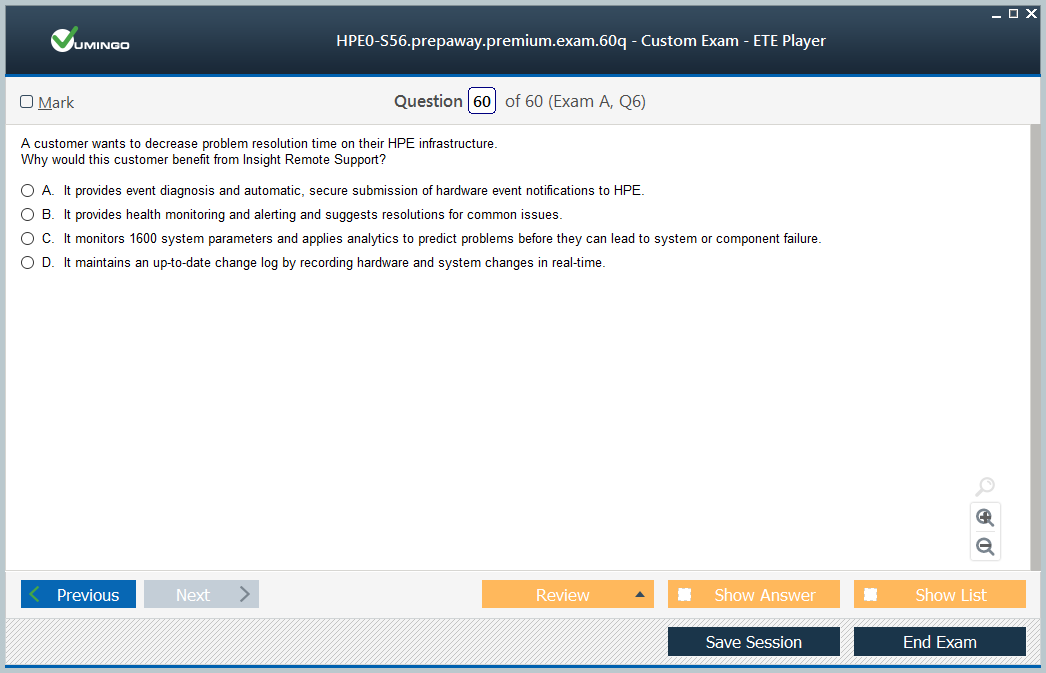 VUMINGO
HPE0-S56.prepaway.premium.exam.60q - Custom Exam - ETE Player
Mark
Question 60 of 60 (Exam A, Q6)
A customer wants to decrease problem resolution time on their HPE infrastructure.
Why would this customer benefit from Insight Remote Support?
A. It provides event diagnosis and automatic, secure submission of hardware event notifications to HPE.
B. It provides health monitoring and alerting and suggests resolutions for common issues.
C. It monitors 1600 system parameters and applies analytics to predict problems before they can lead to system or component failure.
D. It maintains an up-to-date change log by recording hardware and system changes in real-time.
Previous
Next
Review
Show Answer
Show List
Save Session
End Exam